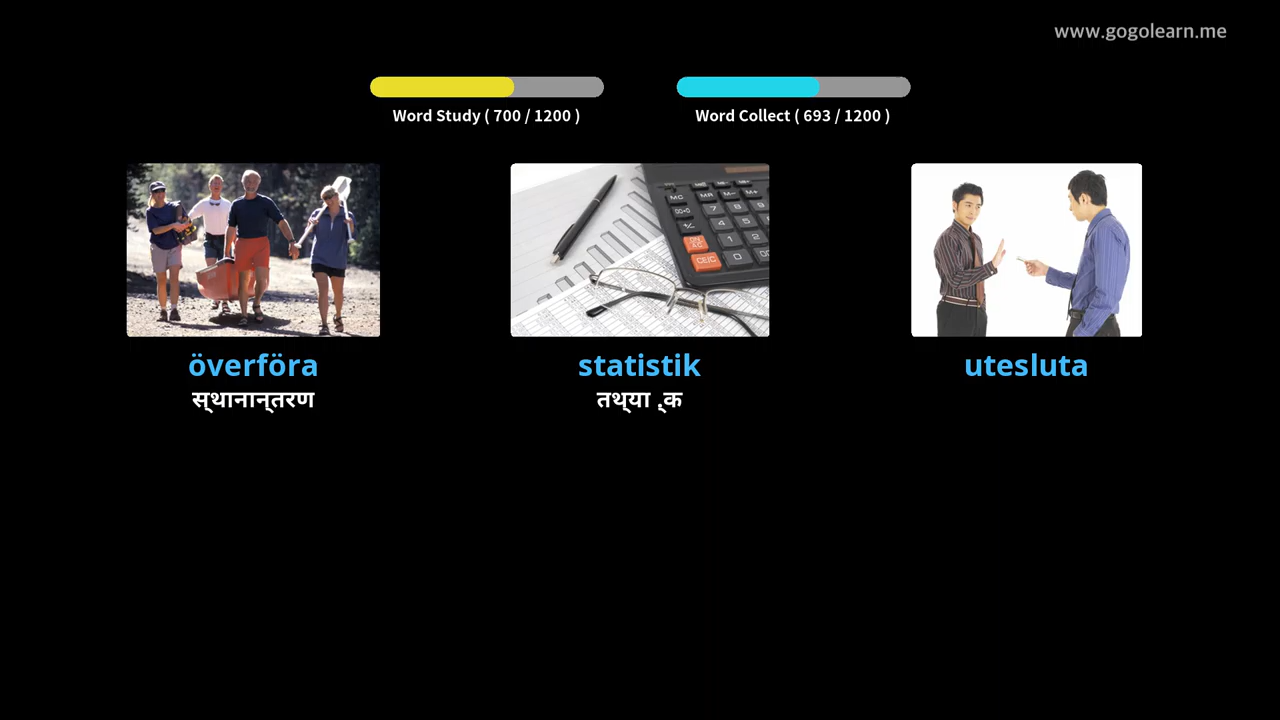 www.gogolearn.me
Word Study ( 700 / 1200 )
Word Collect ( 693 / 1200 )
överföra
statistik
utesluta
स्थानान्तरण
तथ्या ्ंक